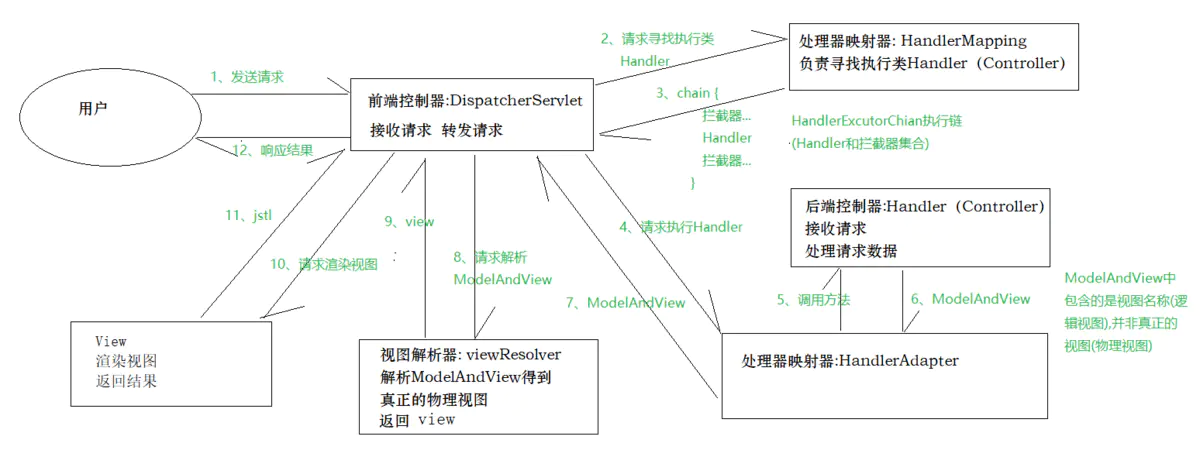 用户
1、发送请求
12、响应结果
前端控制器:DispatcherServlet
接收请求 转发请求
2、请求寻找执行类
Handler
处理器映射器: HandlerMapping
负责寻找执行类Handler（Controller）
3、chain {
拦截器...
Handler
拦截器...
}
HandlerExcutorChian执行链
(Handler和拦截器集合)
后端控制器:Handler（Controller）
接收请求
处理请求数据
4、请求执行Handler
5、调用方法
6、ModelAndView
ModelAndView中
包含的是视图名称(逻
辑视图),并非真正的
视图(物理视图)
处理器映射器:HandlerAdapter
7、ModelAndView
8、请求解析
ModelAndView
9、view
视图解析器: viewResolver
解析ModelAndView得到
真正的物理视图
返回 view
10、请求渲染视图
11、jstl
View
渲染视图
返回结果